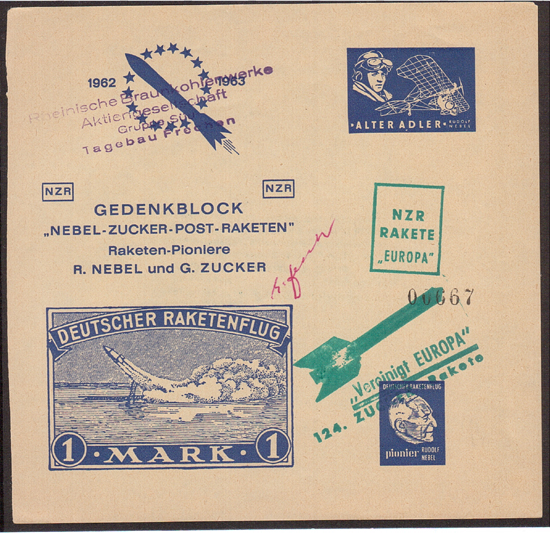 1962 1963
Rheinische Braunkohlenwerke
Aktiengesellschaft
Gruppe
Tagebau Frechen
ALTER ADLER RUDOLF
NEBEL
NZR NZR
GEDENKBLOCK
„NEBEL-ZUCKER-POST-RAKETEN"
Raketen-Pioniere
R. NEBEL und G. ZUCKER
NZR
RAKETE
„EUROPA"
00667
DEUTSCHER RAKETENFLUG
1 · MARK · 1
„Vereinigt EUROPA"
124. Rakete
DEUTSCHER RAKETENFLUG
pionier RUDOLF
NEBEL